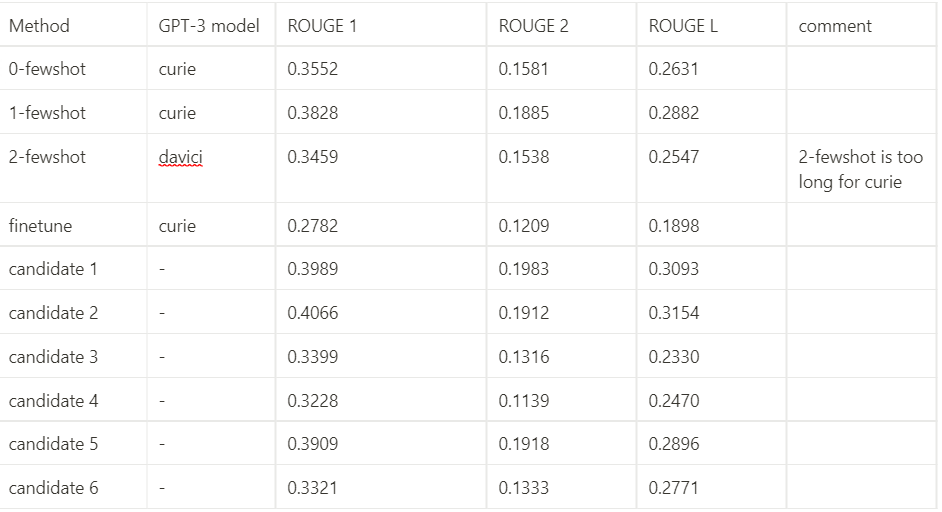 Method GPT-3 model ROUGE 1 ROUGE 2 ROUGE L comment
0-fewshot curie 0.3552 0.1581 0.2631
1-fewshot curie 0.3828 0.1885 0.2882
2-fewshot davici 0.3459 0.1538 0.2547 2-fewshot is too
long for curie
finetune curie 0.2782 0.1209 0.1898
candidate 1 - 0.3989 0.1983 0.3093
candidate 2 - 0.4066 0.1912 0.3154
candidate 3 - 0.3399 0.1316 0.2330
candidate 4 - 0.3228 0.1139 0.2470
candidate 5 - 0.3909 0.1918 0.2896
candidate 6 - 0.3321 0.1333 0.2771